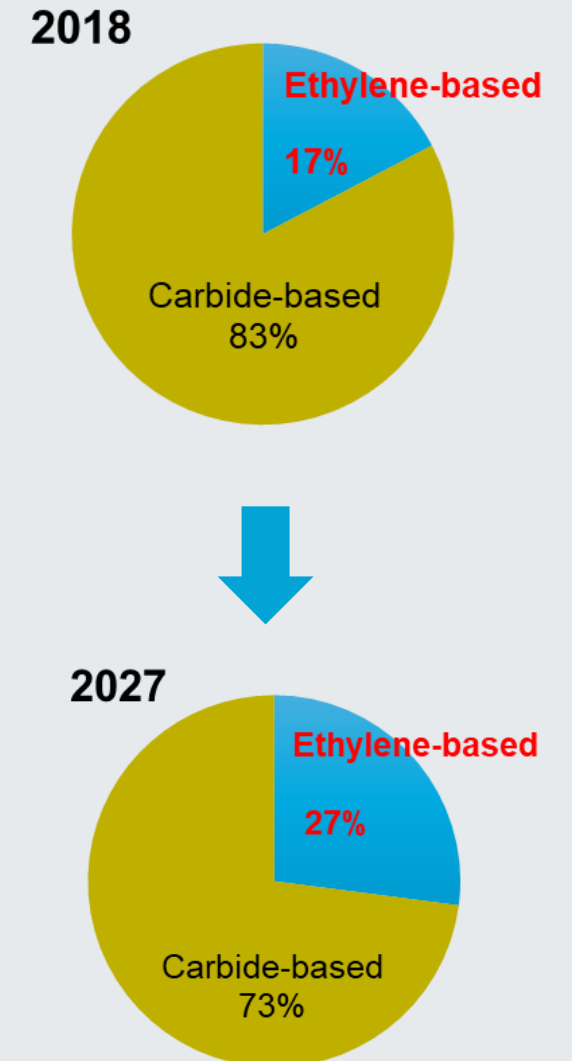 2018
Ethylene-based
17%
Carbide-based
83%
2027
Ethylene-based
27%
Carbide-based
73%